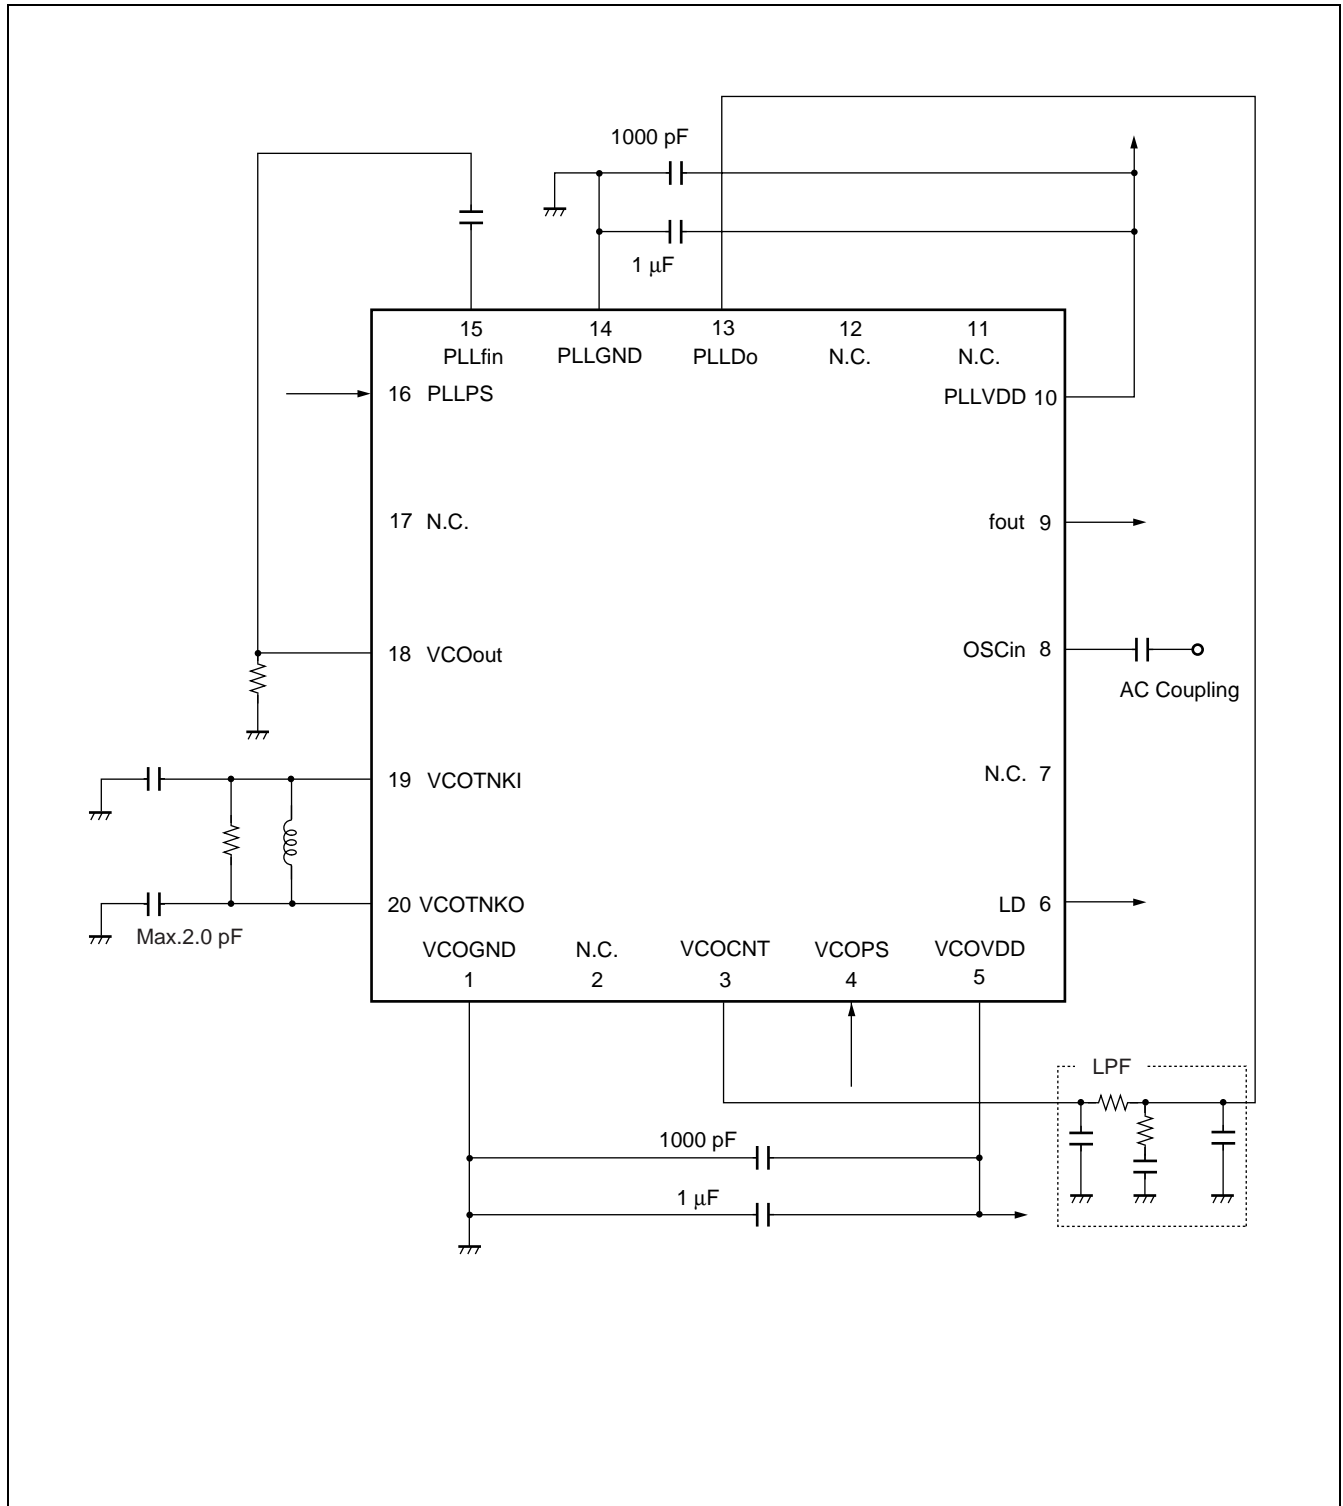 1000 pF
1 μF
15 14 13 12 11
PLLfin PLLGND PLLDo N.C. N.C.
16 PLLPS
PLLVDD 10
17 N.C.
fout 9
18 VCOout
OSCin 8
AC Coupling
19 VCOTNKI
N.C. 7
20 VCOTNKO
LD 6
Max.2.0 pF
VCOGND N.C. VCOCNT VCOPS VCOVDD
1 2 3 4 5
LPF
1000 pF
1 μF